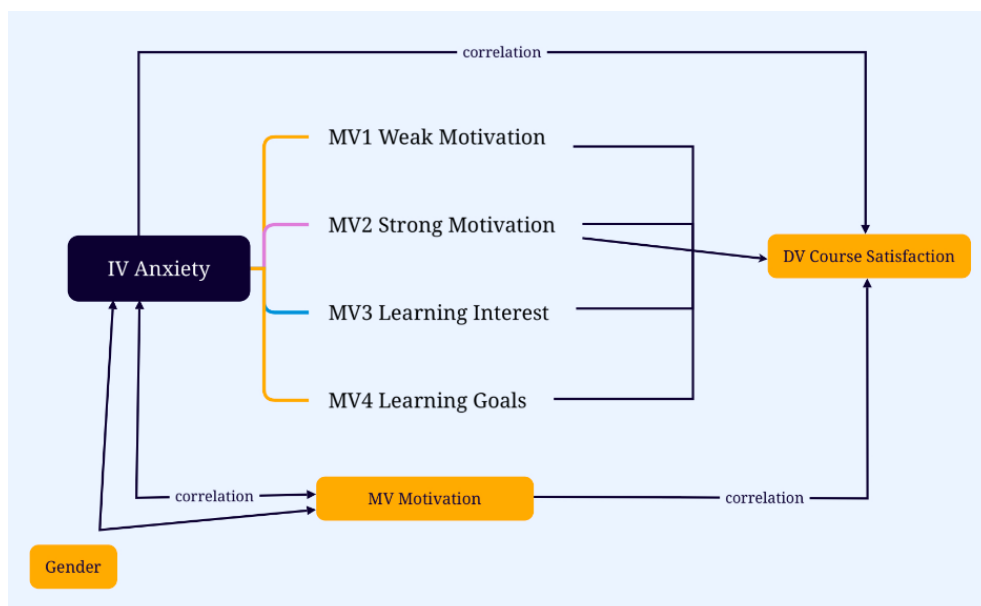 correlation
MV1 Weak Motivation
MV2 Strong Motivation
DV Course Satisfaction
IV Anxiety
MV3 Learning Interest
MV4 Learning Goals
correlation
MV Motivation
correlation
Gender